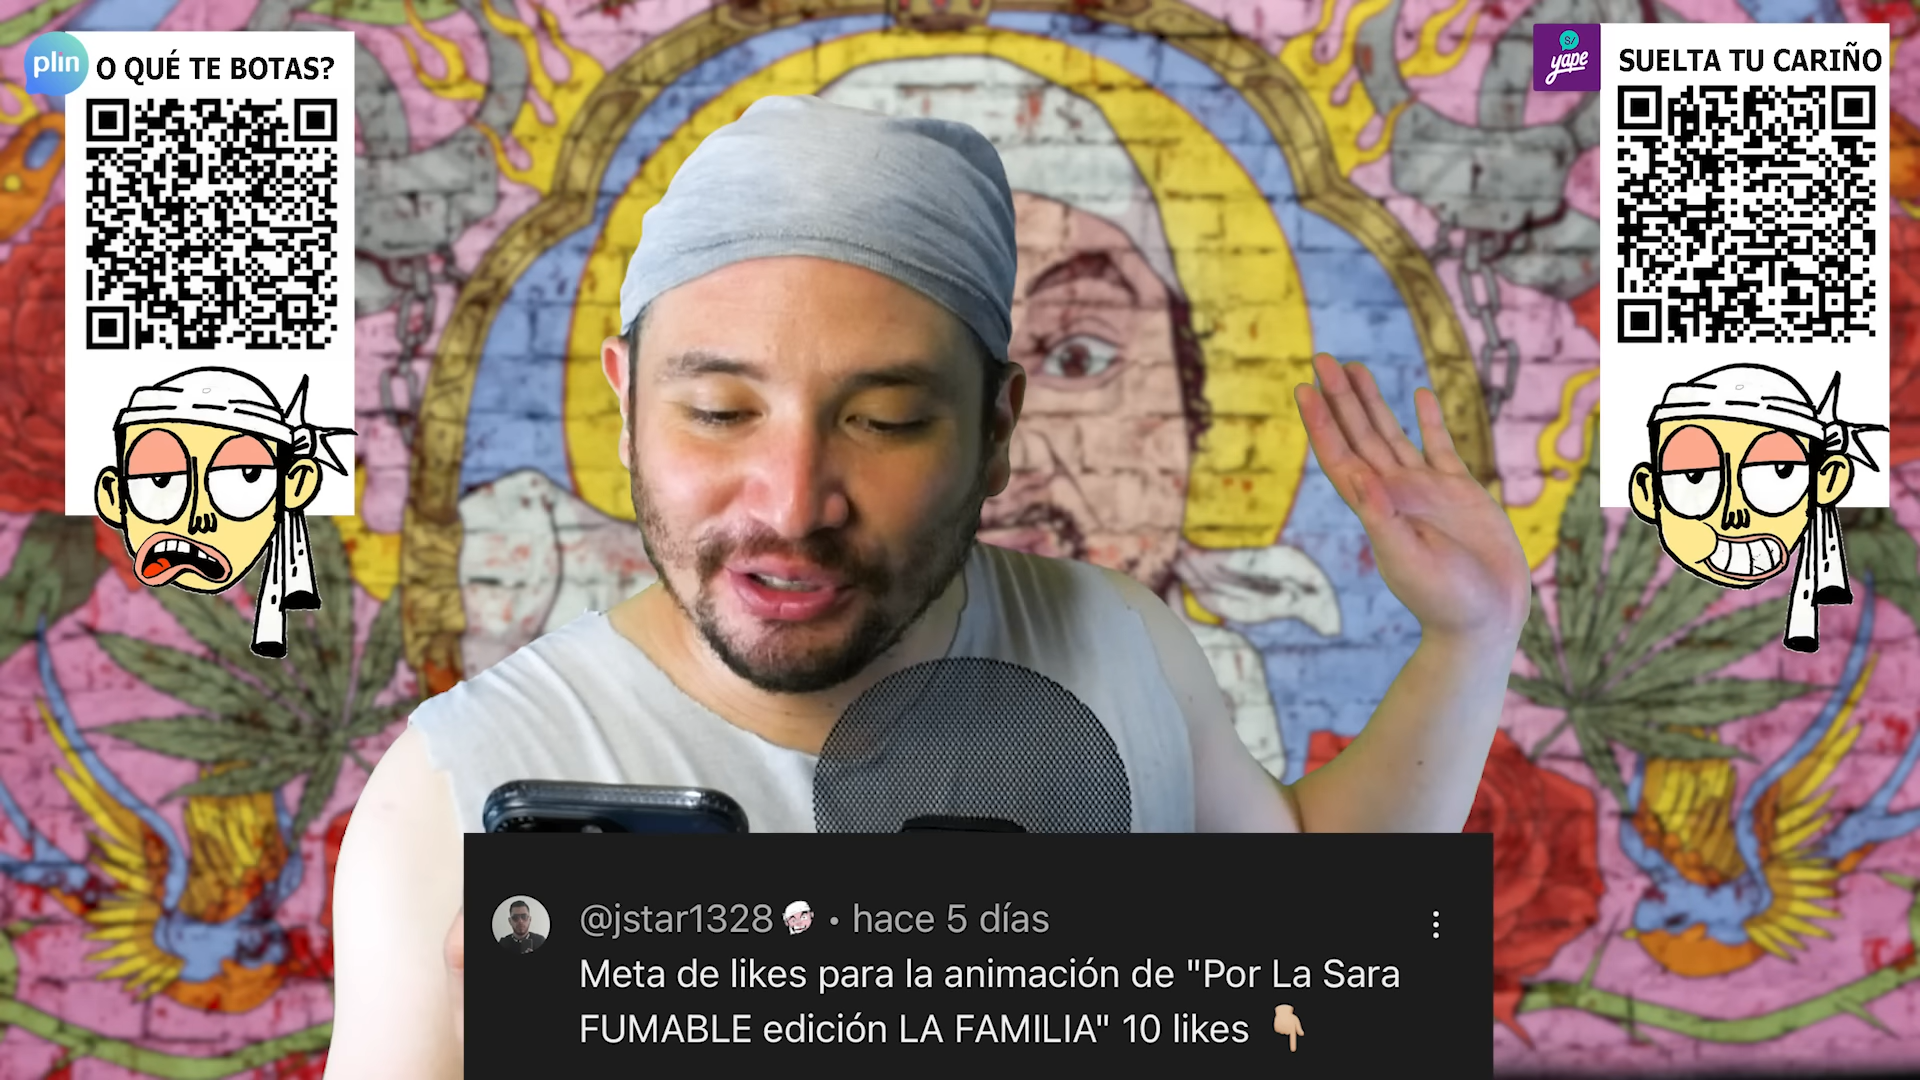 plin
O QUÉ TE BOTAS?
S/
yape
SUELTA TU CARIÑO
@jstar1328 • hace 5 días
Meta de likes para la animación de "Por La Sara
FUMABLE edición LA FAMILIA" 10 likes 👇